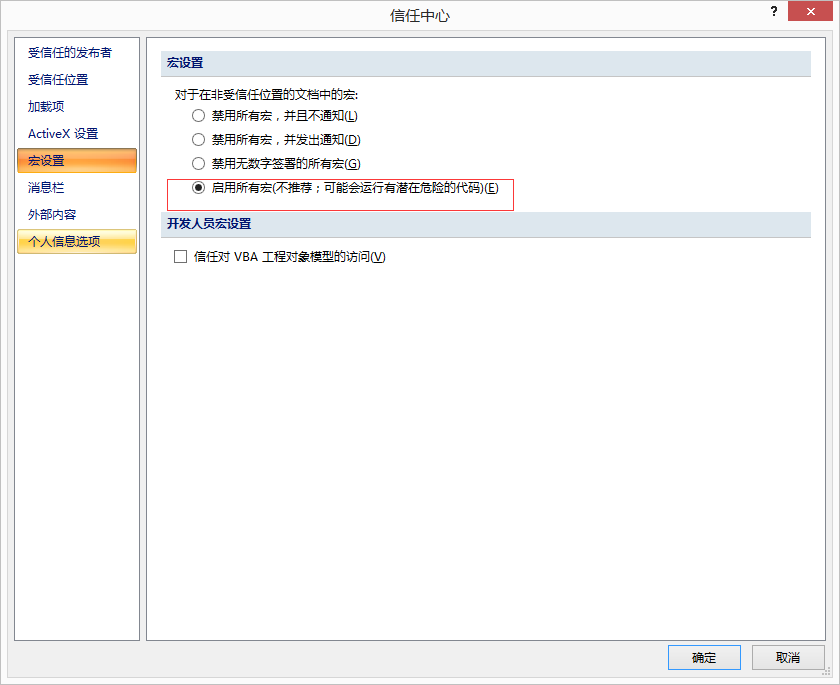 信任中心
?
受信任的发布者
受信任位置
加载项
ActiveX 设置
宏设置
消息栏
外部内容
个人信息选项
宏设置
对于在非受信任位置的文档中的宏:
禁用所有宏，并且不通知(L)
禁用所有宏，并发出通知(D)
禁用无数字签署的所有宏(G)
启用所有宏(不推荐；可能会运行有潜在危险的代码)(E)
开发人员宏设置
信任对 VBA 工程对象模型的访问(V)
确定
取消